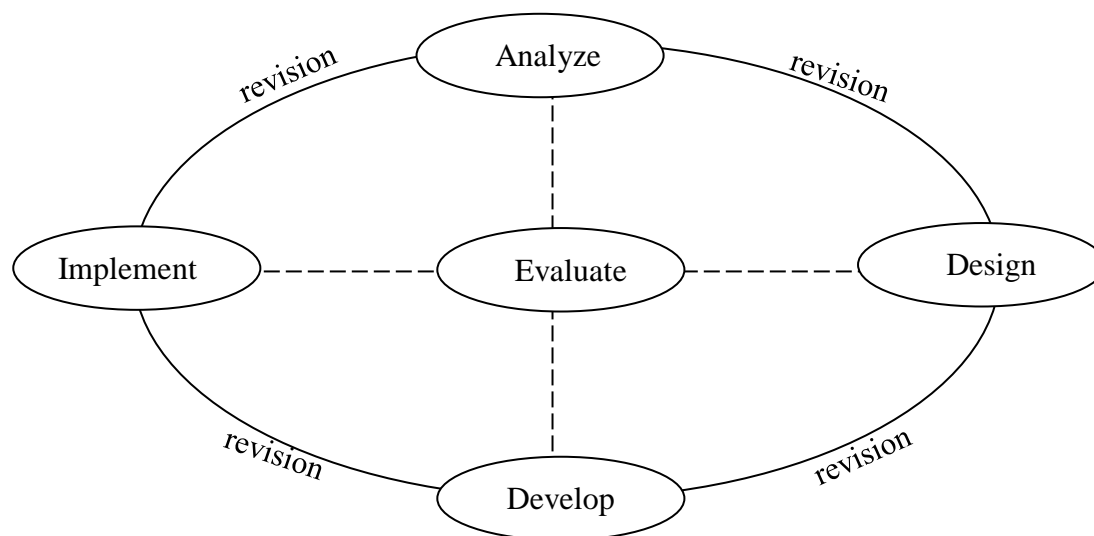 Analyze
revision
revision
Implement
Evaluate
Design
revision
revision
Develop